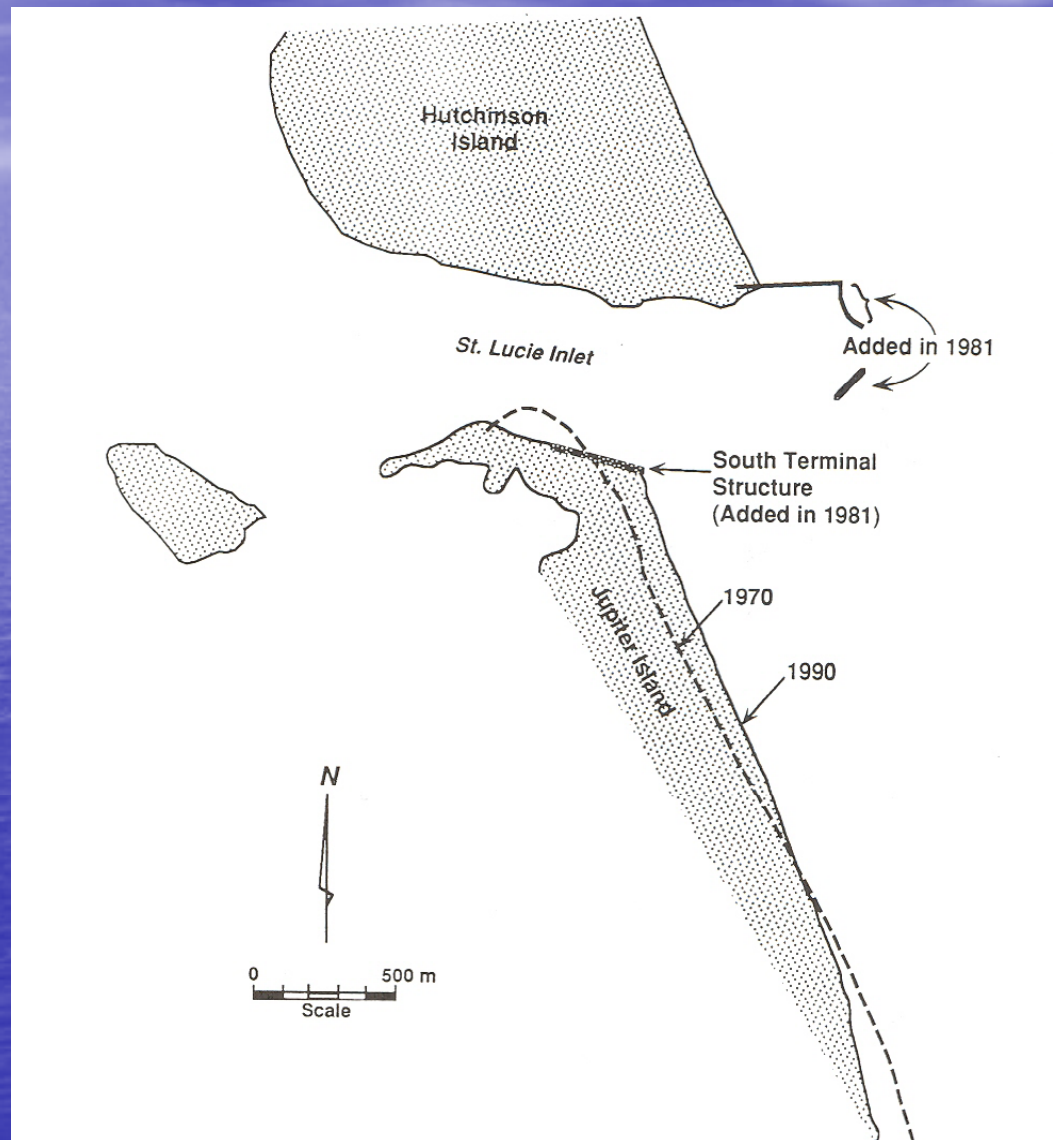 Hutchinson
Island
St. Lucie Inlet
Added in 1981
South Terminal
Structure
(Added in 1981)
1970
Jupiter Island
1990
N
0 500 m
Scale